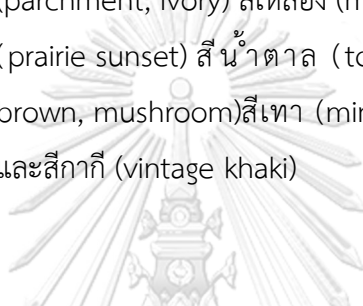 (parchment, ivory) สีเหลือง (h
(prairie sunset) สีน้ำตาล (to
brown, mushroom)สีเทา (mir
และสีกากี (vintage khaki)